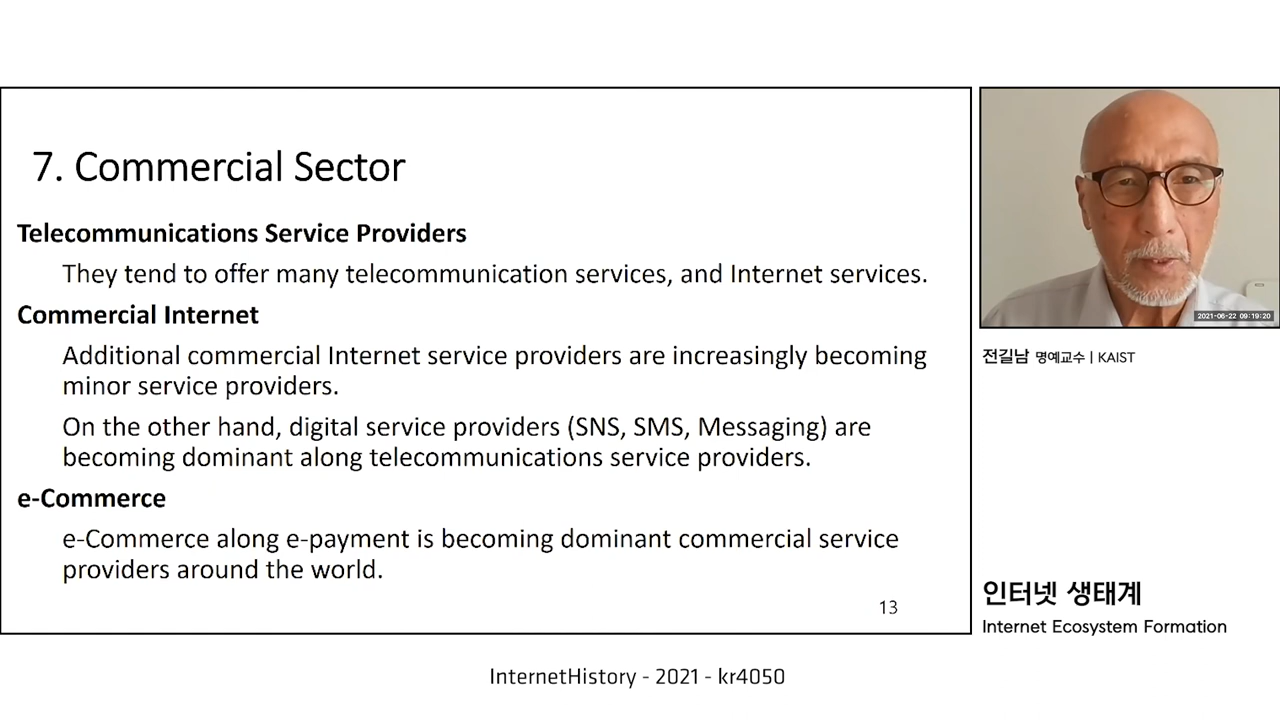 7. Commercial Sector
Telecommunications Service Providers
They tend to offer many telecommunication services, and Internet services.
Commercial Internet
Additional commercial Internet service providers are increasingly becoming
minor service providers.
On the other hand, digital service providers (SNS, SMS, Messaging) are
becoming dominant along telecommunications service providers.
e-Commerce
e-Commerce along e-payment is becoming dominant commercial service
providers around the world.
13
2021-06-22 09:19:20
전길남 명예교수 | KAIST
인터넷 생태계
Internet Ecosystem Formation
InternetHistory - 2021 - kr4050